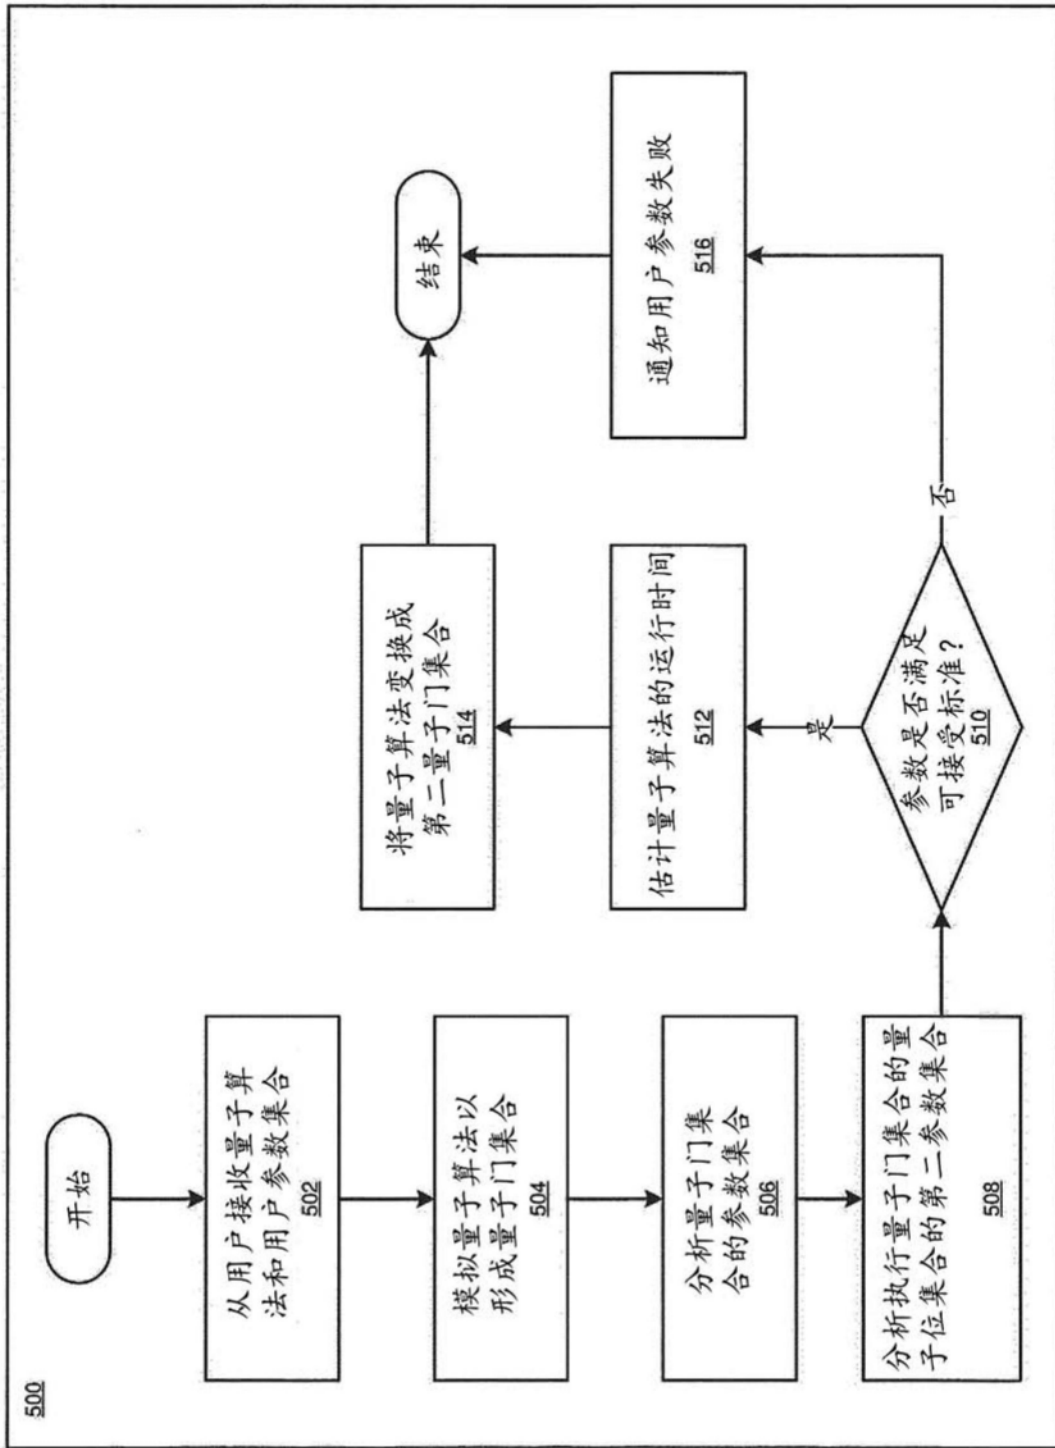 500
开始
从用户接收量子算
法和用户参数集合
502
模拟量子算法以
形成量子门集合
504
分析量子门集
合的参数集合
506
分析执行量子门集合的量
子位集合的第二参数集合
508
参数是否满足
可接受标准?
510
是
否
估计量子算法的运行时间
512
将量子算法变换成
第二量子门集合
514
通知用户参数失败
516
结束